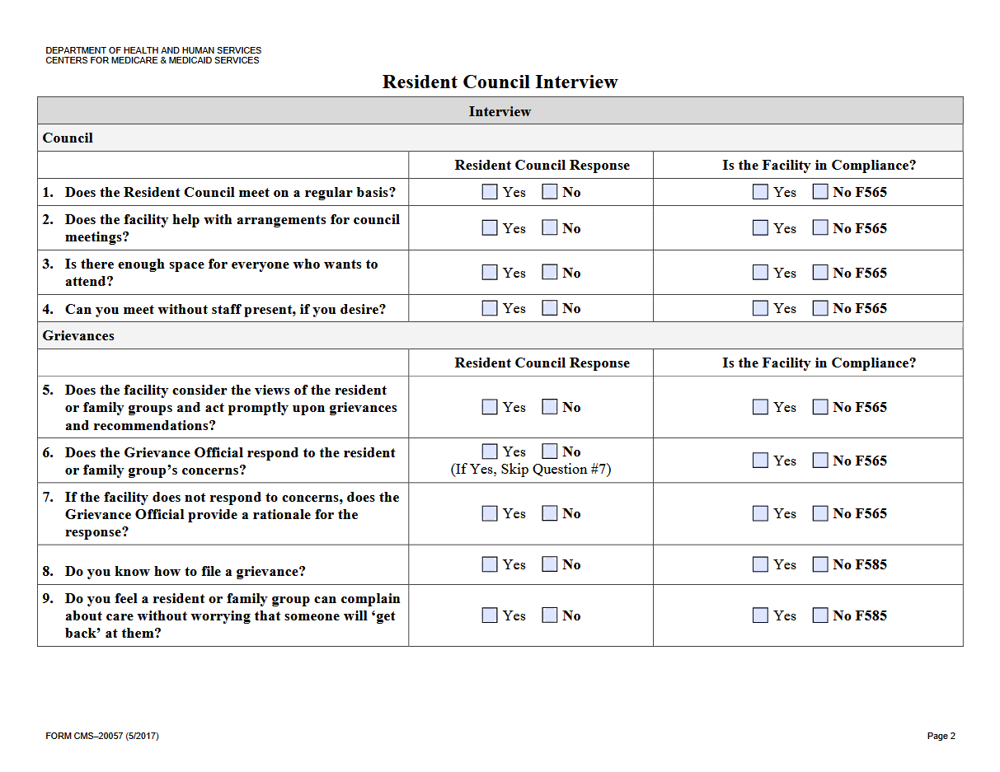 DEPARTMENT OF HEALTH AND HUMAN SERVICES
CENTERS FOR MEDICARE & MEDICAID SERVICES
Resident Council Interview
Interview
Council
Resident Council Response Is the Facility in Compliance?
1. Does the Resident Council meet on a regular basis? Yes No Yes No F565
2. Does the facility help with arrangements for council
meetings? Yes No Yes No F565
3. Is there enough space for everyone who wants to
attend? Yes No Yes No F565
4. Can you meet without staff present, if you desire? Yes No Yes No F565
Grievances
Resident Council Response Is the Facility in Compliance?
5. Does the facility consider the views of the resident
or family groups and act promptly upon grievances
and recommendations? Yes No Yes No F565
6. Does the Grievance Official respond to the resident
or family group’s concerns? Yes No
(If Yes, Skip Question #7) Yes No F565
7. If the facility does not respond to concerns, does the
Grievance Official provide a rationale for the
response? Yes No Yes No F565
8. Do you know how to file a grievance? Yes No Yes No F585
9. Do you feel a resident or family group can complain
about care without worrying that someone will ‘get
back’ at them? Yes No Yes No F585
FORM CMS–20057 (5/2017) Page 2